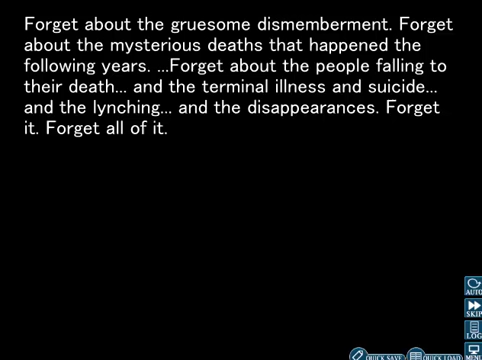 Forget about the gruesome dismemberment. Forget
about the mysterious deaths that happened the
following years. ...Forget about the people falling to
their death... and the terminal illness and suicide...
and the lynching... and the disappearances. Forget
it. Forget all of it.
AUTO
SKIP
LOG
QUICK SAVE
QUICK LOAD
MENU